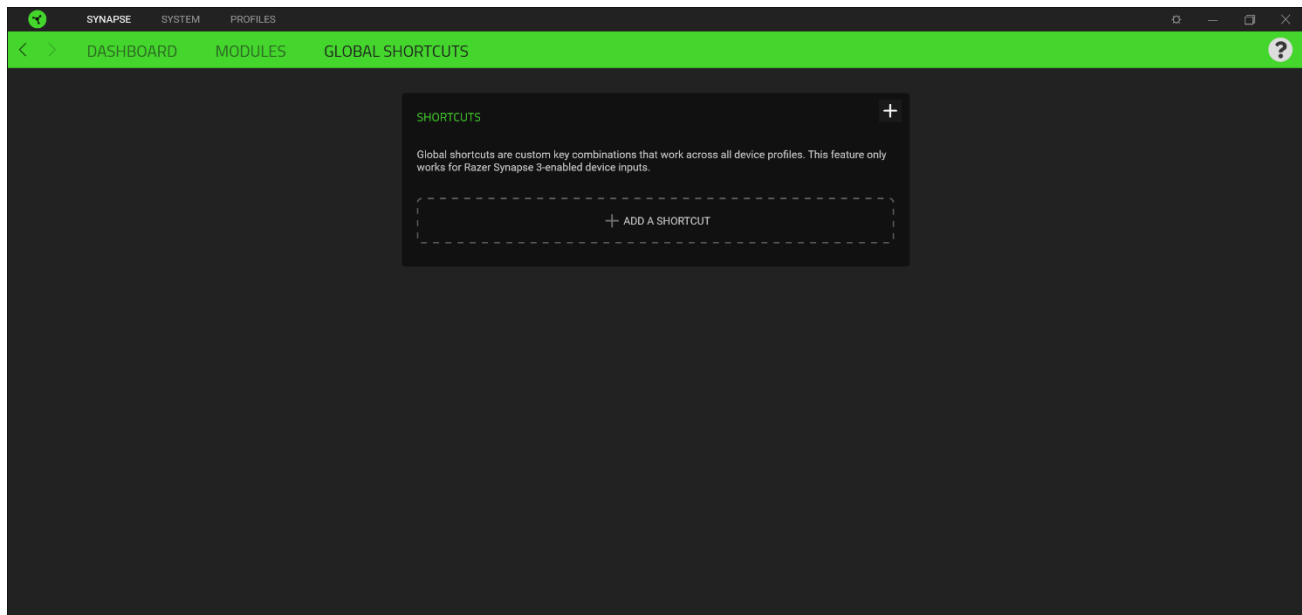 SYNAPSE SYSTEM PROFILES
DASHBOARD MODULES GLOBAL SHORTCUTS ?
SHORTCUTS
Global shortcuts are custom key combinations that work across all device profiles. This feature only
works for Razer Synapse 3-enabled device inputs.
ADD A SHORTCUT